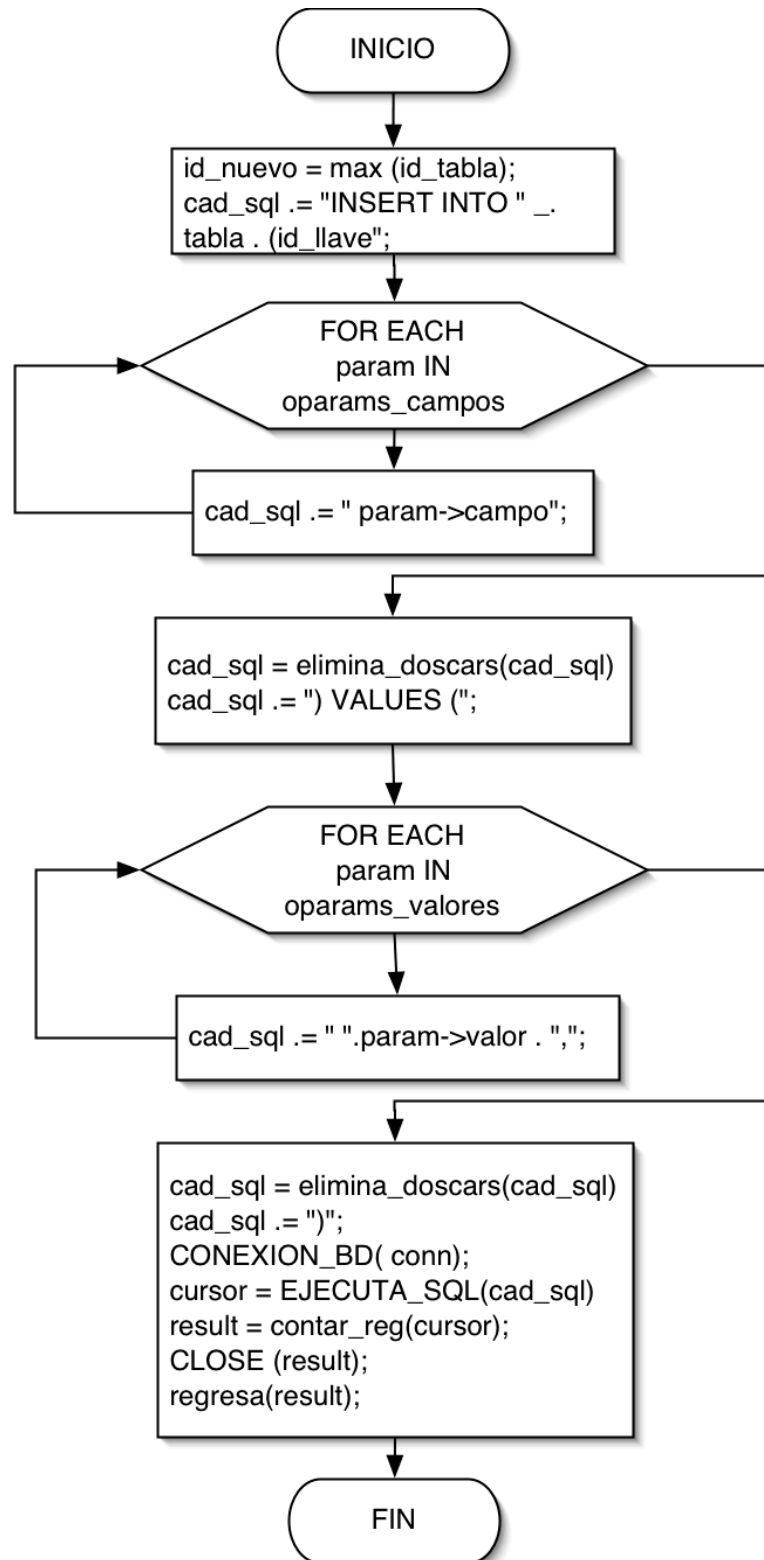 INICIO
id_nuevo = max (id_tabla);
cad_sql .= "INSERT INTO " _.
tabla . (id_llave";
FOR EACH
param IN
oparams_campos
cad_sql .= " param->campo";
cad_sql = elimina_doscars(cad_sql)
cad_sql .= ") VALUES (";
FOR EACH
param IN
oparams_valores
cad_sql .= " ".param->valor . ",";
cad_sql = elimina_doscars(cad_sql)
cad_sql .= ")";
CONEXION_BD( conn);
cursor = EJECUTA_SQL(cad_sql)
result = contar_reg(cursor);
CLOSE (result);
regresa(result);
FIN